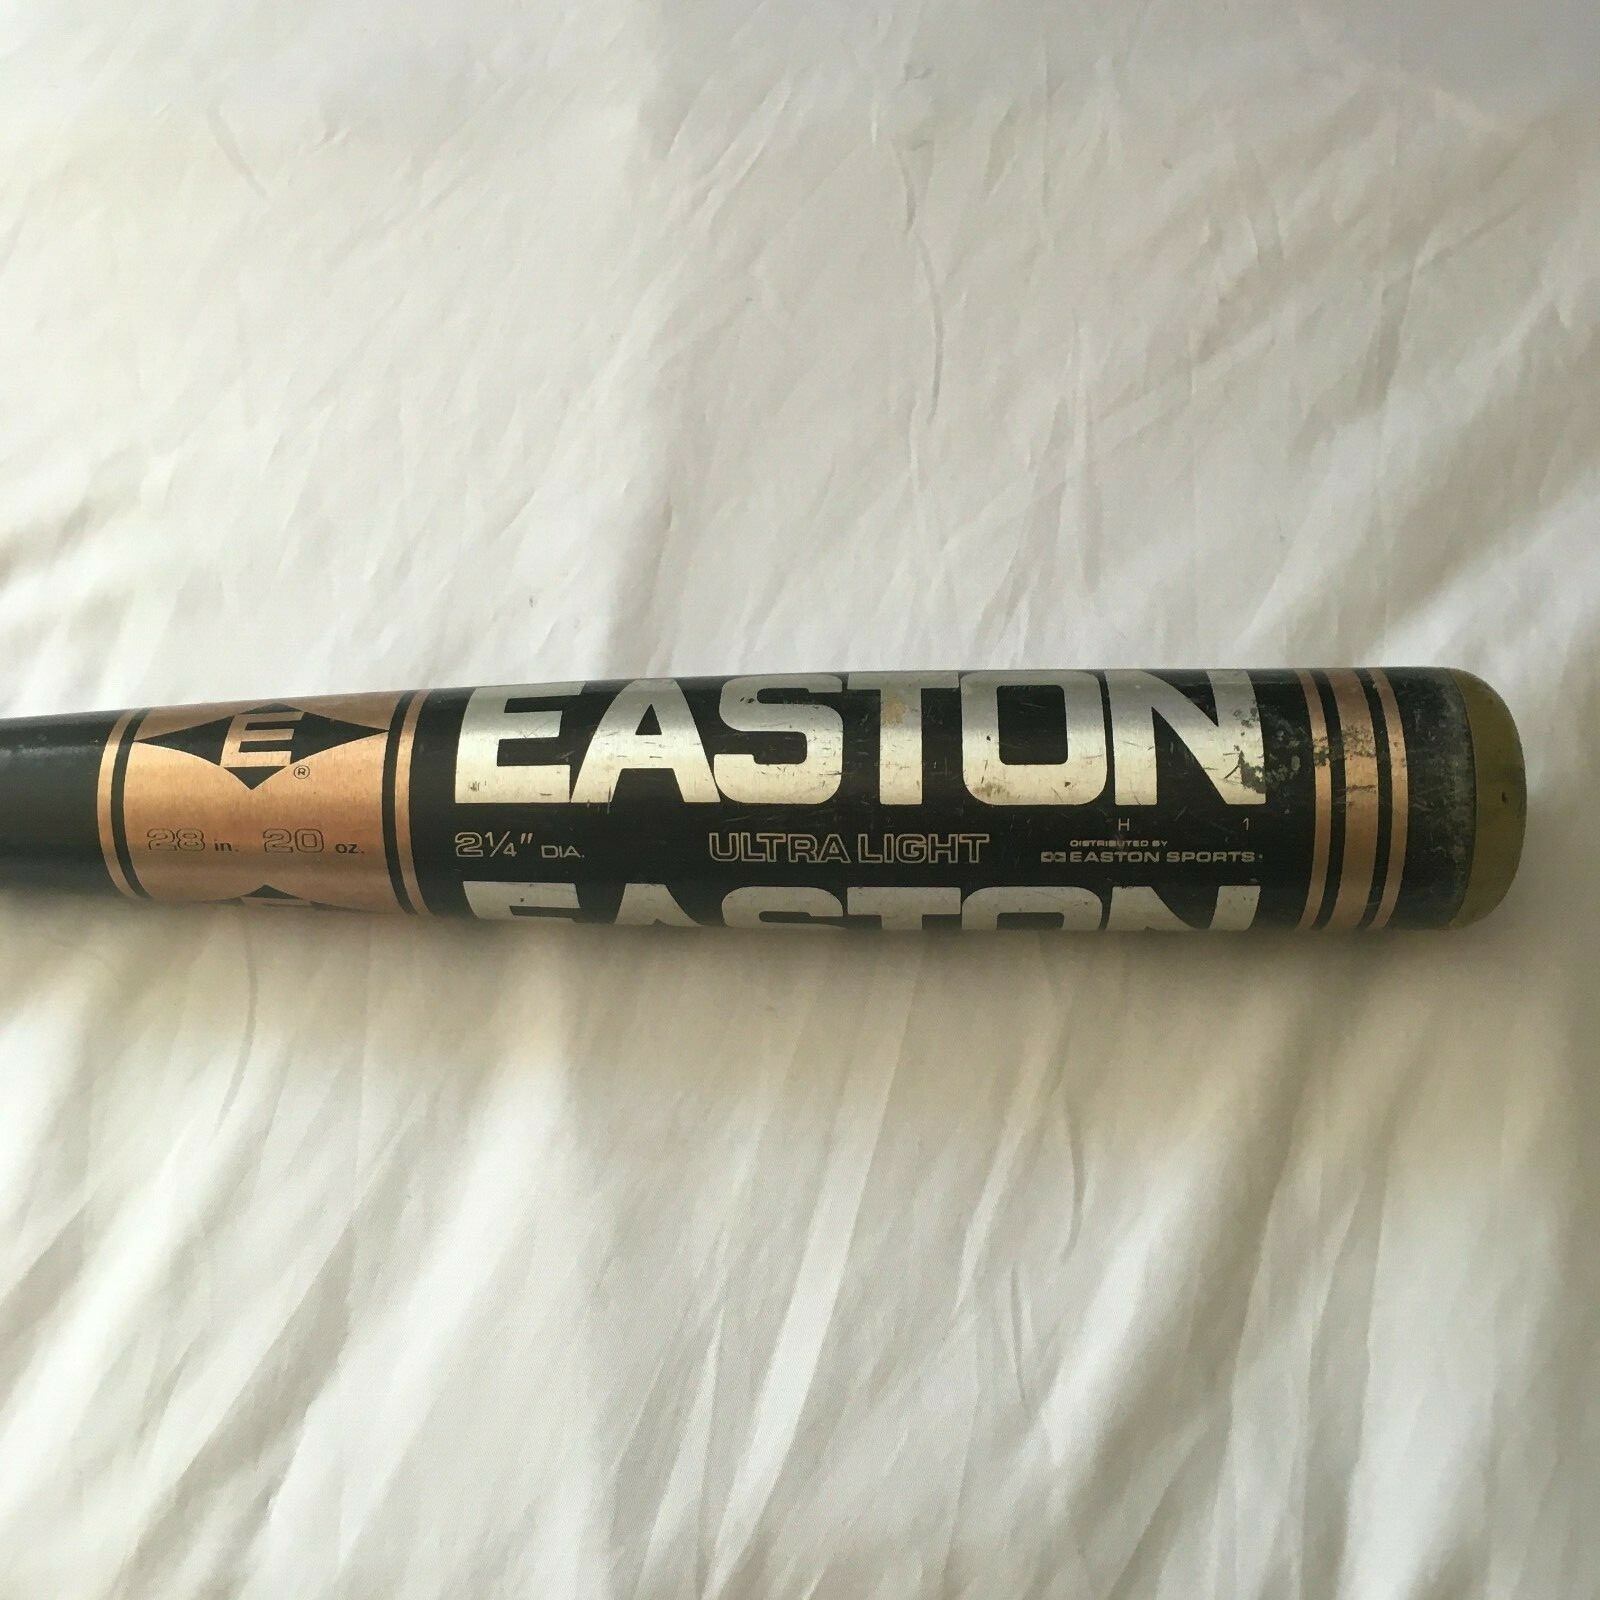 E®
28 in. 20 oz.
EASTON
H 1
2¼" DIA. ULTRA LIGHT
DISTRIBUTED BY
EASTON SPORTS
EASTON